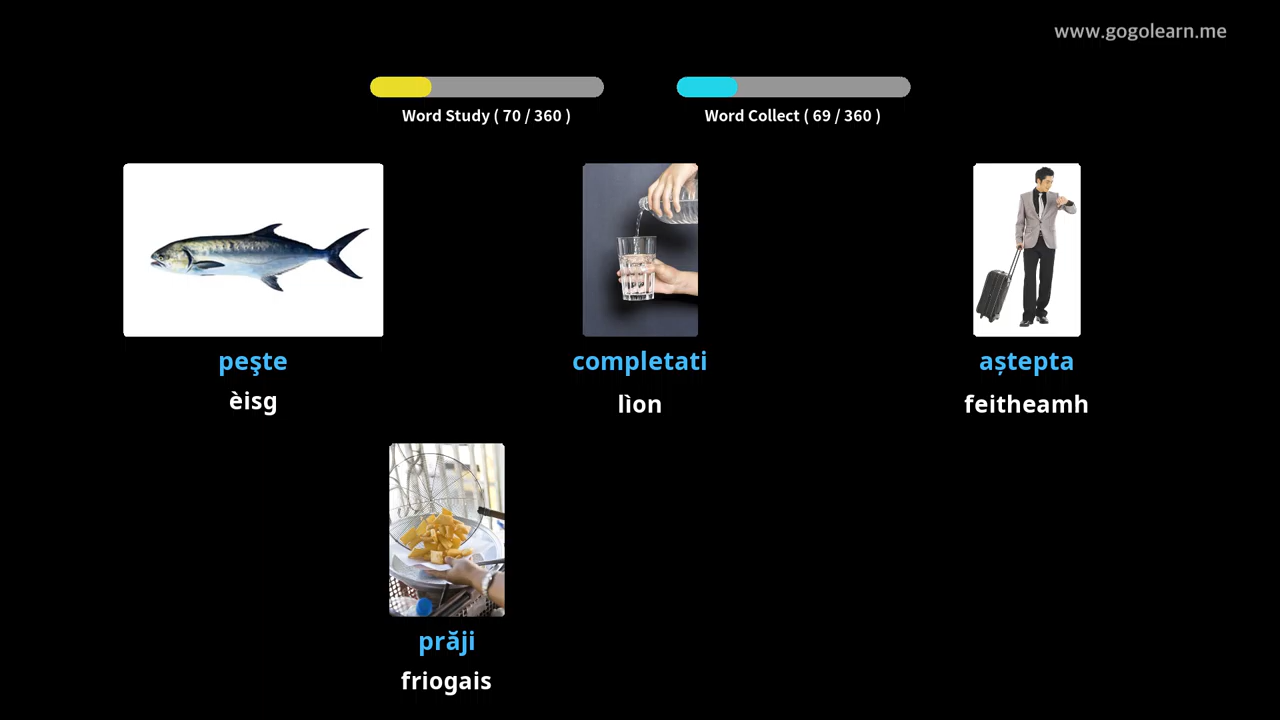 www.gogolearn.me
Word Study ( 70 / 360 )
Word Collect ( 69 / 360 )
peşte
completati
aștepta
èisg
lìon
feitheamh
prăji
friogais